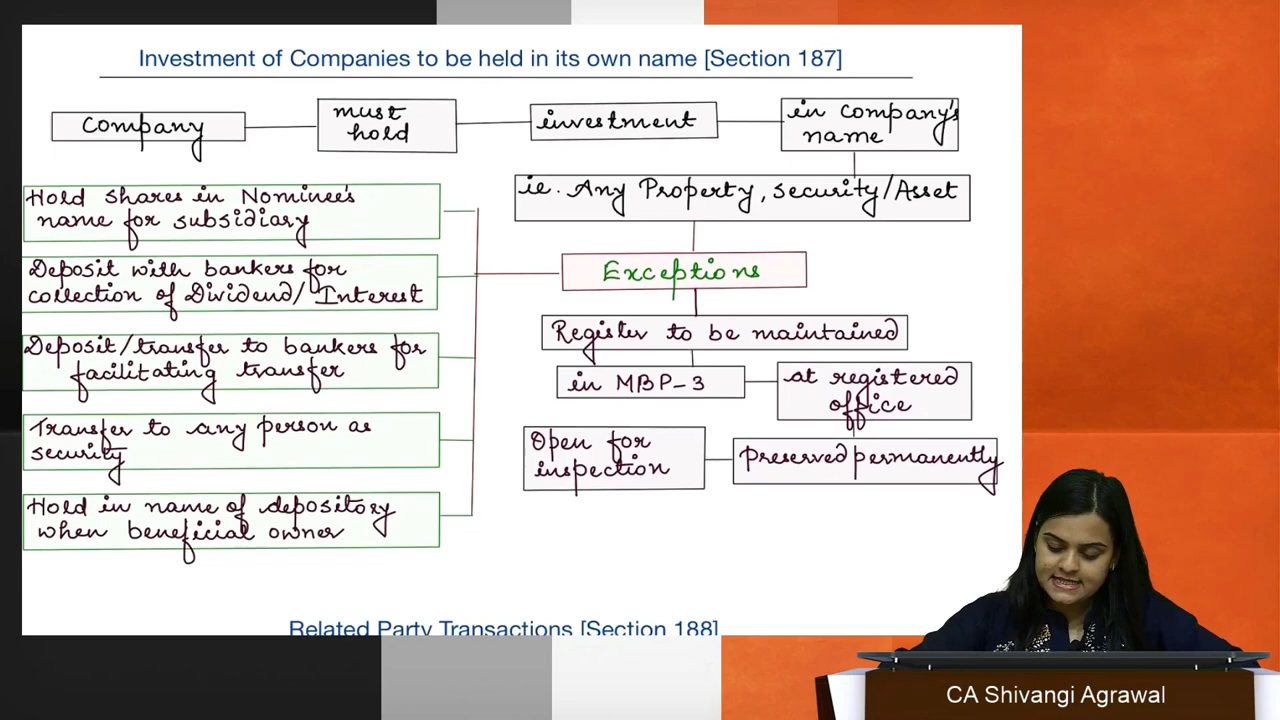 Investment of Companies to be held in its own name [Section 187]
Company
must
hold
investment
in company's
name
ie. Any Property, security/Asset
Exceptions
Hold shares in Nominee's
name for subsidiary
Deposit with bankers for
collection of Dividend/Interest
Deposit/transfer to bankers for
facilitating transfer
Transfer to any person as
security
Hold in name of depository
when beneficial owner
Register to be maintained
in MBP-3
at registered
office
Open for
inspection
Preserved permanently
Related Party Transactions [Section 188]
CA Shivangi Agrawal